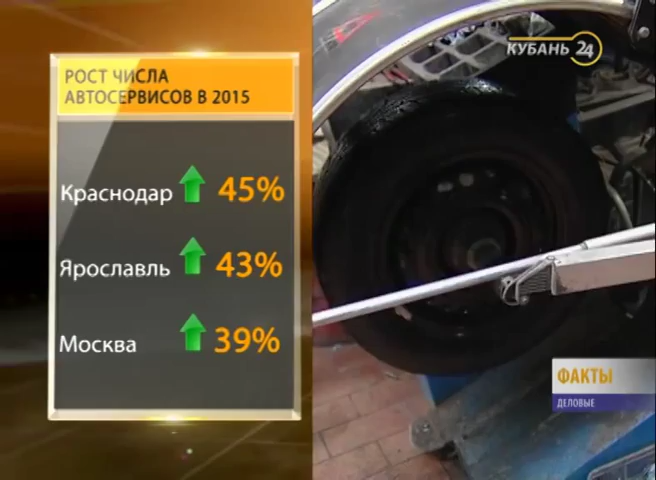 РОСТ ЧИСЛА
АВТОСЕРВИСОВ В 2015
Краснодар 45%
Ярославль 43%
Москва 39%
КУБАНЬ 24
ФАКТЫ
ДЕЛОВЫЕ